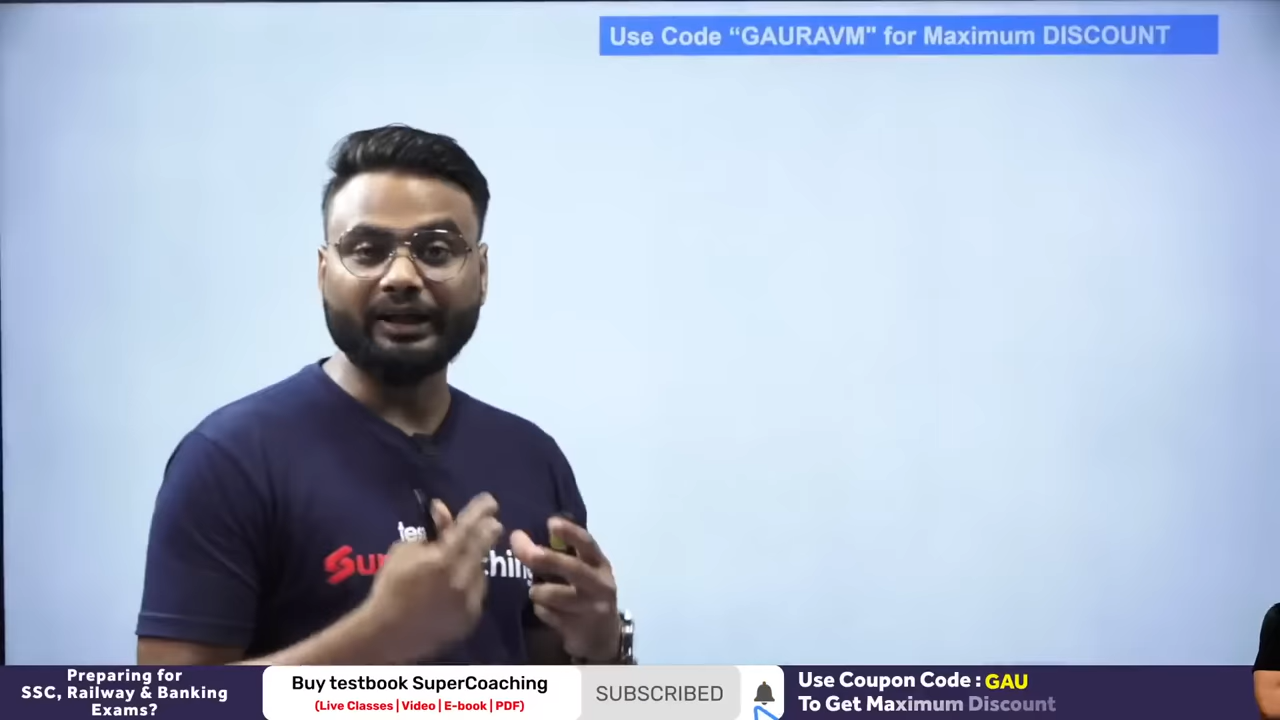 Use Code “GAURAVM" for Maximum DISCOUNT
Preparing for
SSC, Railway & Banking
Exams?
Buy testbook SuperCoaching
(Live Classes | Video | E-book | PDF)
SUBSCRIBED
Use Coupon Code : GAU
To Get Maximum Discount